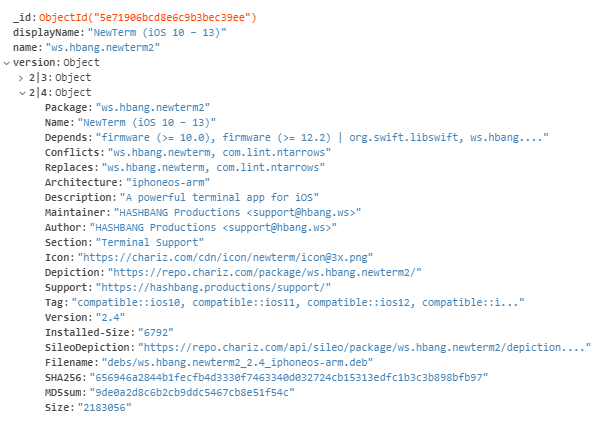 _id: ObjectId("5e71906bcd8e6c9b3bec39ee")
displayName: "NewTerm (iOS 10 – 13)"
name: "ws.hbang.newterm2"
version: Object
2|3: Object
2|4: Object
Package: "ws.hbang.newterm2"
Name: "NewTerm (iOS 10 – 13)"
Depends: "firmware (>= 10.0), firmware (>= 12.2) | org.swift.libswift, ws.hbang...."
Conflicts: "ws.hbang.newterm, com.lint.ntarrows"
Replaces: "ws.hbang.newterm, com.lint.ntarrows"
Architecture: "iphoneos-arm"
Description: "A powerful terminal app for iOS"
Maintainer: "HASHBANG Productions <support@hbang.ws>"
Author: "HASHBANG Productions <support@hbang.ws>"
Section: "Terminal Support"
Icon: "https://chariz.com/cdn/icon/newterm/icon@3x.png"
Depiction: "https://repo.chariz.com/package/ws.hbang.newterm2/"
Support: "https://hashbang.productions/support/"
Tag: "compatible::ios10, compatible::ios11, compatible::ios12, compatible::i..."
Version: "2.4"
Installed-Size: "6792"
SileoDepiction: "https://repo.chariz.com/api/sileo/package/ws.hbang.newterm2/depiction...."
Filename: "debs/ws.hbang.newterm2_2.4_iphoneos-arm.deb"
SHA256: "656946a2844b1fecfb4d3330f7463340d032724cb15313edfc1b3c3b898bfb97"
MD5sum: "9de0a2d8c6b2cb9ddc5467cb8e51f54c"
Size: "2183056"